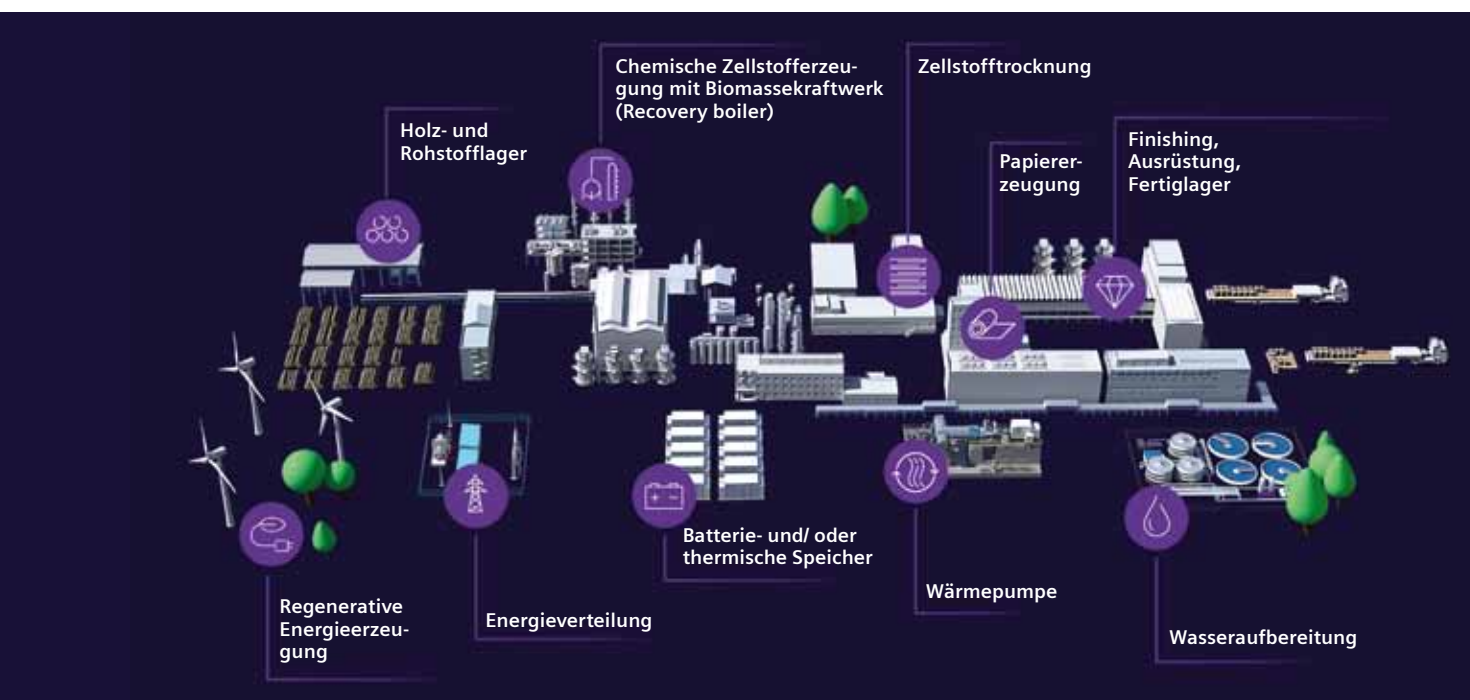 Chemische Zellstofferzeu-
gung mit Biomassekraftwerk
(Recovery boiler)
Zellstofftrocknung
Holz- und
Rohstofflager
Papierer-
zeugung
Finishing,
Ausrüstung,
Fertiglager
Batterie- und/ oder
thermische Speicher
Regenerative
Energieerzeu-
gung
Energieverteilung
Wärmepumpe
Wasseraufbereitung